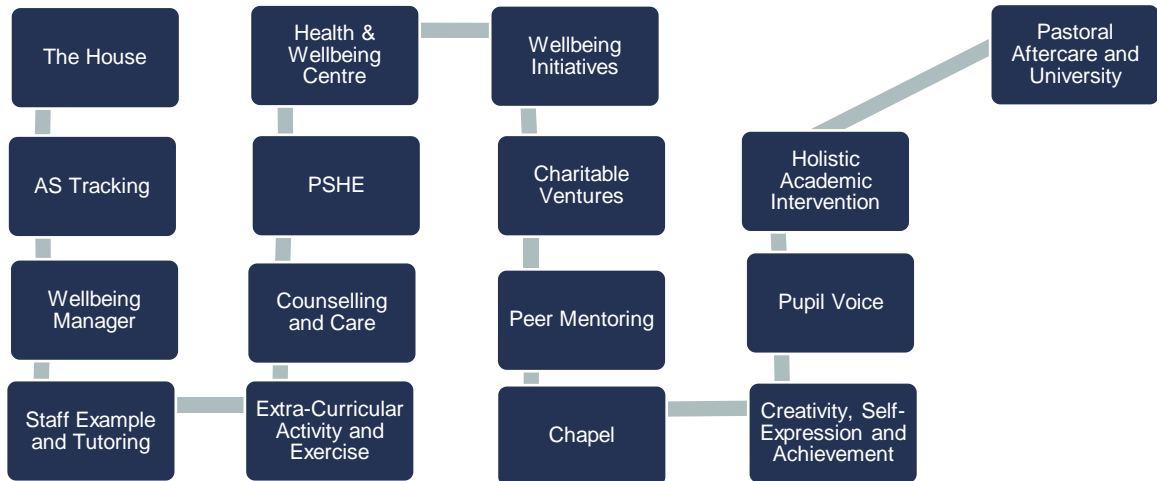 The House
AS Tracking
Wellbeing
Manager
Staff Example
and Tutoring
Extra-Curricular
Activity and
Exercise
Counselling
and Care
PSHE
Health &
Wellbeing
Centre
Wellbeing
Initiatives
Charitable
Ventures
Peer Mentoring
Chapel
Creativity, Self-
Expression and
Achievement
Pupil Voice
Holistic
Academic
Intervention
Pastoral
Aftercare and
University